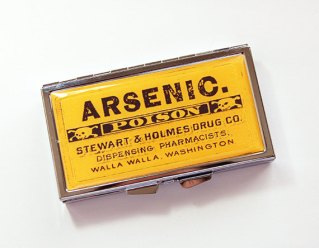 ARSENIC.
POISON
STEWART & HOLMES DRUG CO.
DISPENSING PHARMACISTS,
WALLA WALLA, WASHINGTON